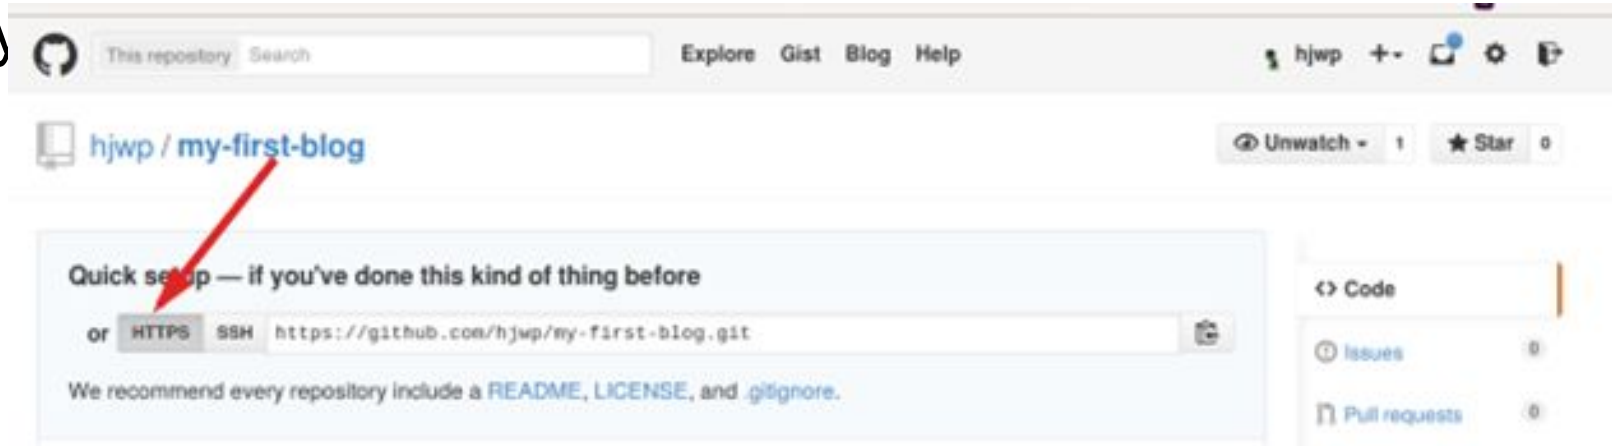 This repository Search Explore Gist Blog Help hjwp
hjwp / my-first-blog Unwatch 1 Star 0
Quick setup — if you've done this kind of thing before
<> Code
or HTTPS SSH https://github.com/hjwp/my-first-blog.git
Issues 0
We recommend every repository include a README, LICENSE, and .gitignore.
Pull requests 0